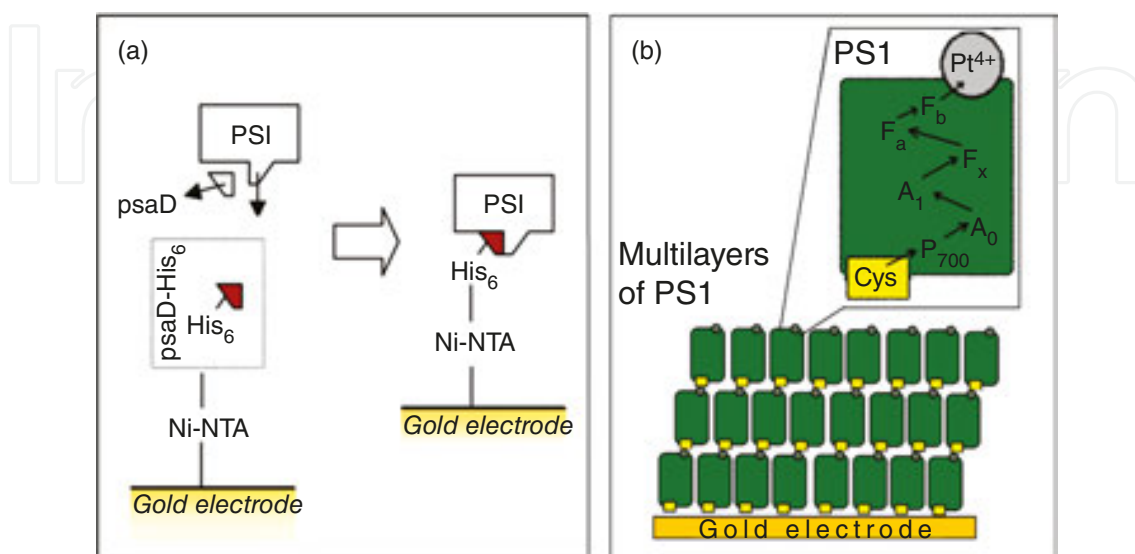 (a)
PSI
psaD
psaD-His6
His6
Ni-NTA
Gold electrode
PSI
His6
Ni-NTA
Gold electrode
(b)
PS1
Pt4+
Fb
Fa
Fx
A1
A0
P700
Cys
Multilayers
of PS1
Gold electrode